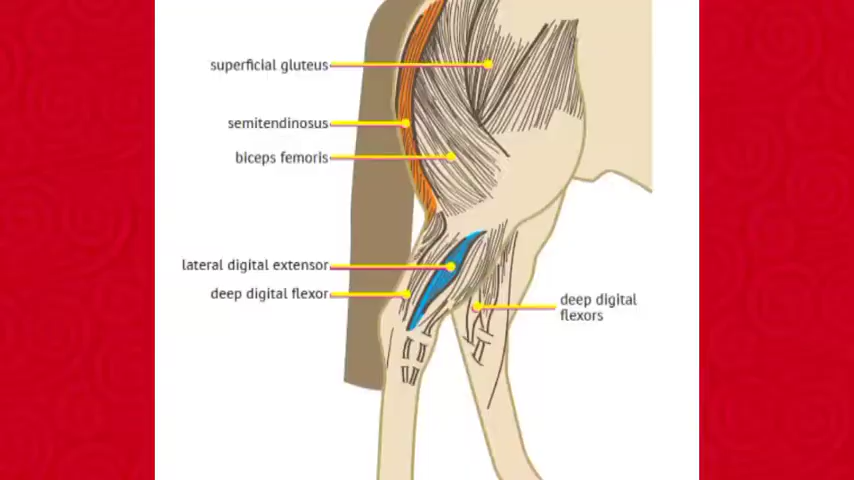 superficial gluteus
semitendinosus
biceps femoris
lateral digital extensor
deep digital flexor
deep digital
flexors